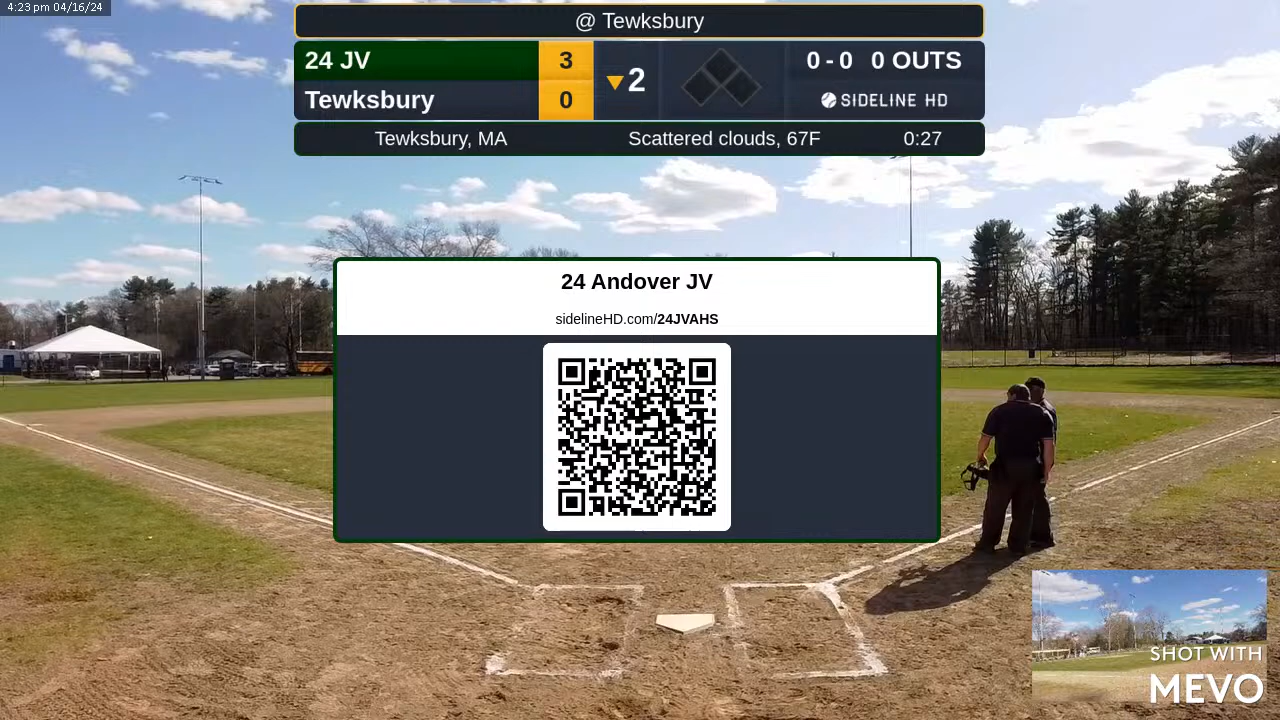 4:23 pm 04/16/24
@ Tewksbury
24 JV 3
▼2
0 - 0 0 OUTS
Tewksbury 0
SIDELINE HD
Tewksbury, MA Scattered clouds, 67F 0:27
24 Andover JV
sidelineHD.com/24JVAHS
SHOT WITH
MEVO